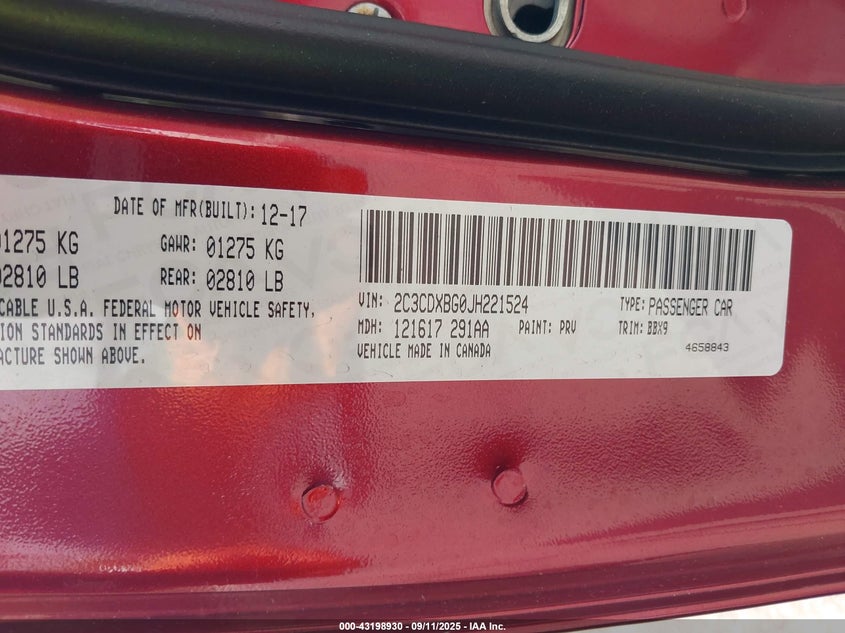 DATE OF MFR(BUILT): 12-17
01275 KG GAWR: 01275 KG
02810 LB REAR: 02810 LB
CABLE U.S.A. FEDERAL MOTOR VEHICLE SAFETY,
ION STANDARDS IN EFFECT ON
ACTURE SHOWN ABOVE.
VIN: 2C3CDXBG0JH221524 TYPE: PASSENGER CAR
MDH: 121617 291AA PAINT: PRV TRIM: BBX9
VEHICLE MADE IN CANADA 4658843
000-43198930 - 09/11/2025 - IAA Inc.